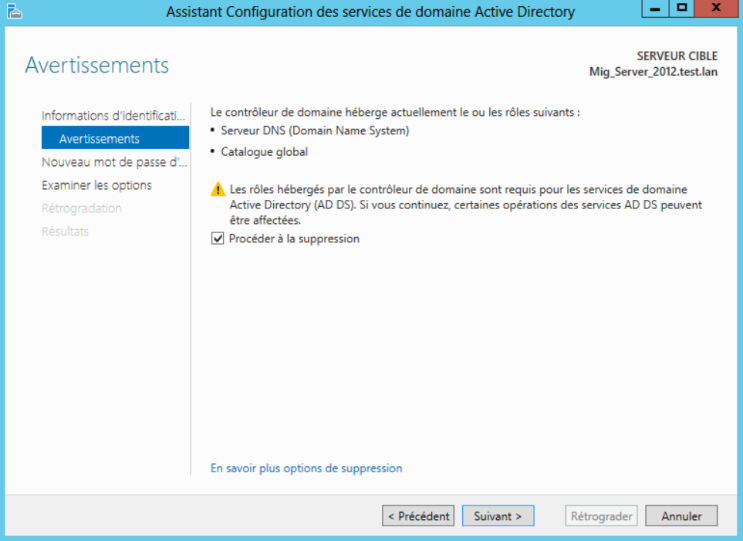 Assistant Configuration des services de domaine Active Directory
Avertissements
SERVEUR CIBLE
Mig_Server_2012.test.lan
Informations d'identificati...
Avertissements
Nouveau mot de passe d'...
Examiner les options
Rétrogradation
Résultats
Le contrôleur de domaine héberge actuellement le ou les rôles suivants :
• Serveur DNS (Domain Name System)
• Catalogue global
Les rôles hébergés par le contrôleur de domaine sont requis pour les services de domaine
Active Directory (AD DS). Si vous continuez, certaines opérations des services AD DS peuvent
être affectées.
Procéder à la suppression
En savoir plus options de suppression
< Précédent
Suivant >
Rétrograder
Annuler